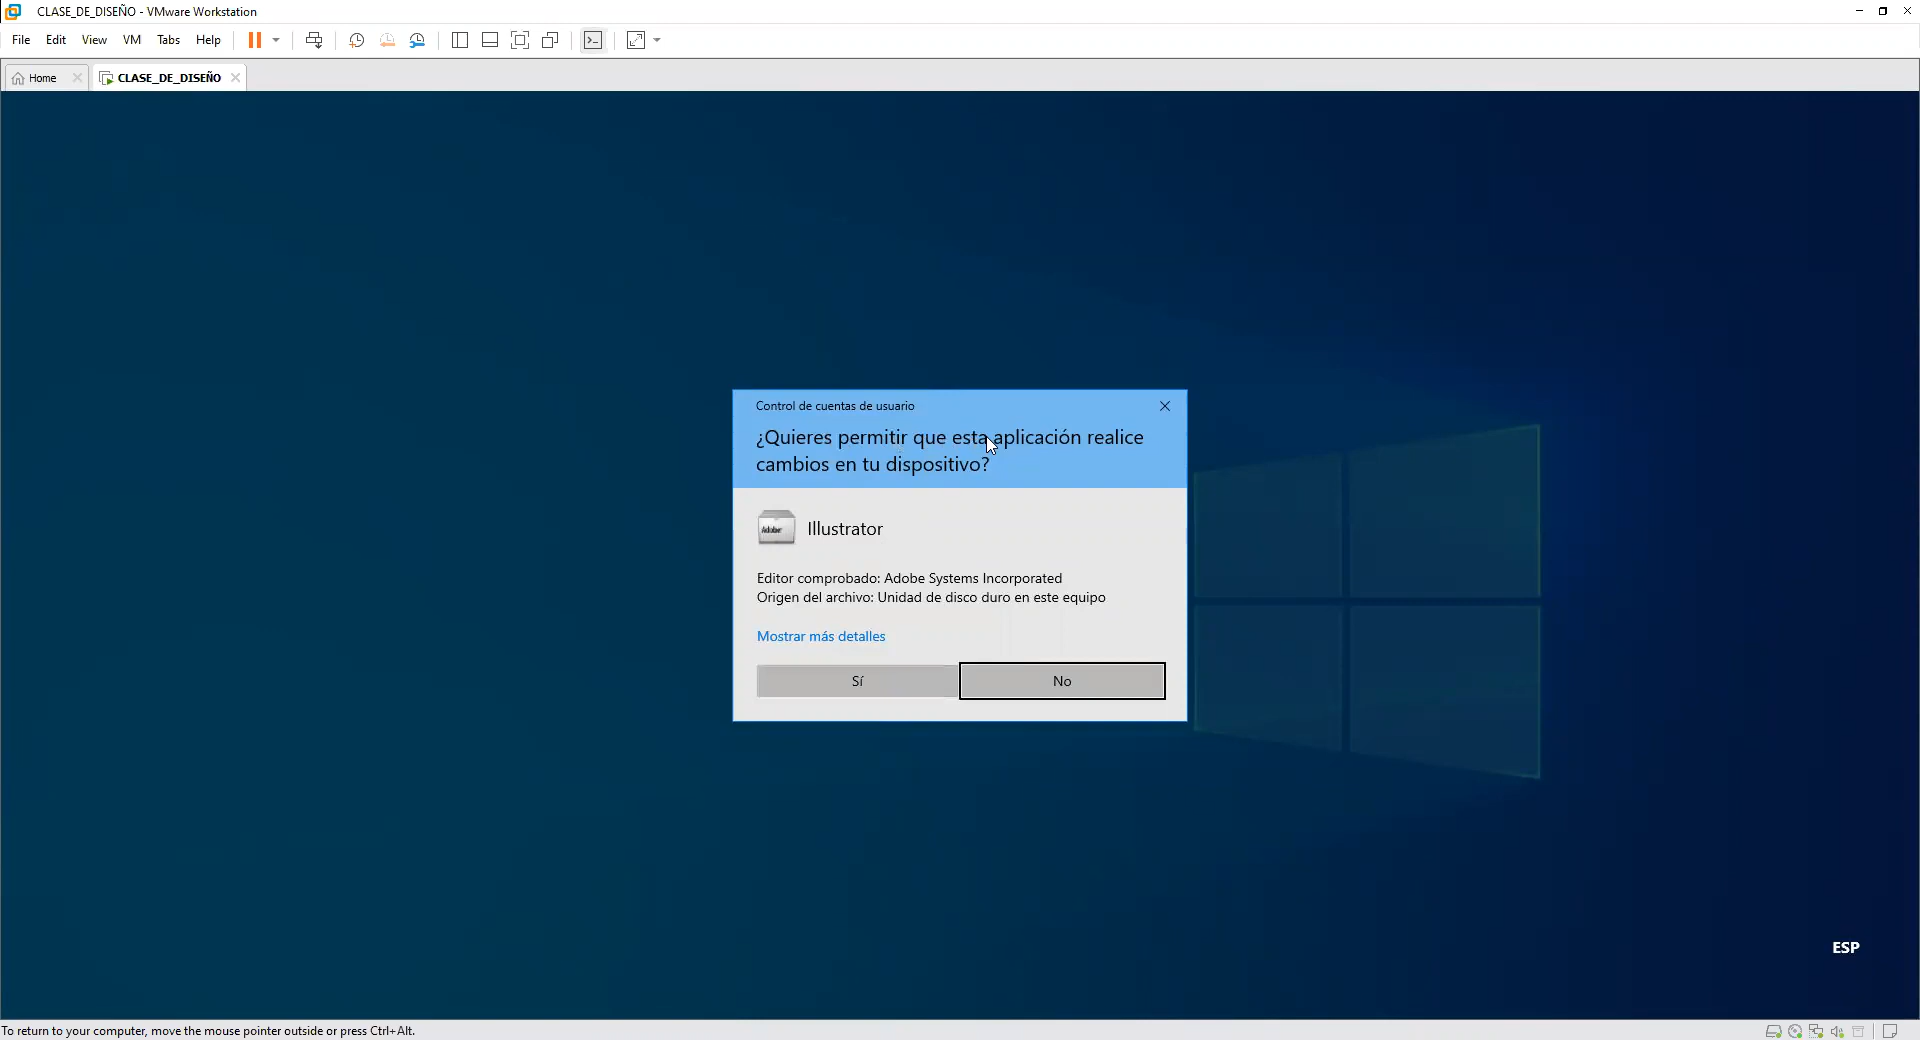 CLASE_DE_DISEÑO - VMware Workstation
File Edit View VM Tabs Help
Home CLASE_DE_DISEÑO
Control de cuentas de usuario
¿Quieres permitir que esta aplicación realice
cambios en tu dispositivo?
Adobe
Illustrator
Editor comprobado: Adobe Systems Incorporated
Origen del archivo: Unidad de disco duro en este equipo
Mostrar más detalles
Sí No
ESP
To return to your computer, move the mouse pointer outside or press Ctrl+Alt.